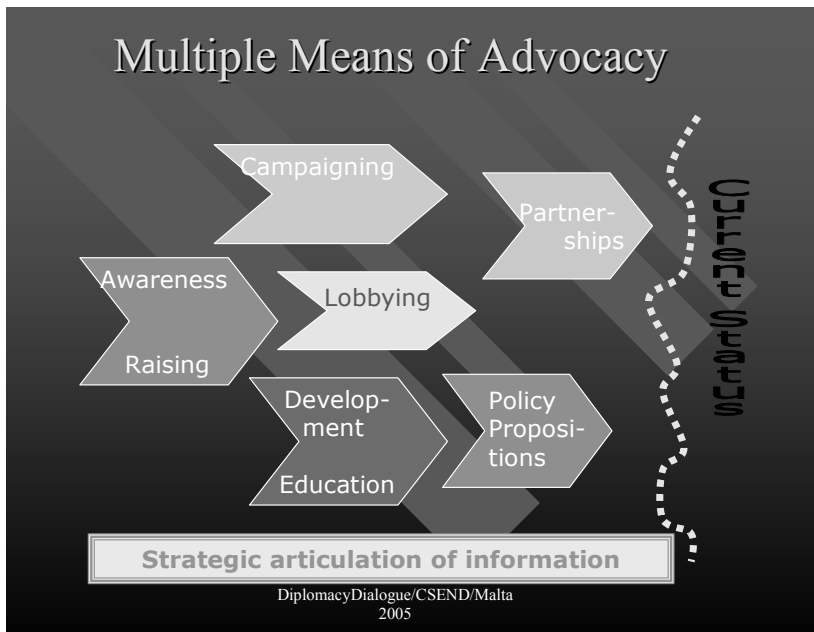 Multiple Means of Advocacy
Campaigning
Partner-
ships
Awareness
Raising
Lobbying
Develop-
ment
Education
Policy
Proposi-
tions
Current Status
Strategic articulation of information
DiplomacyDialogue/CSEND/Malta
2005